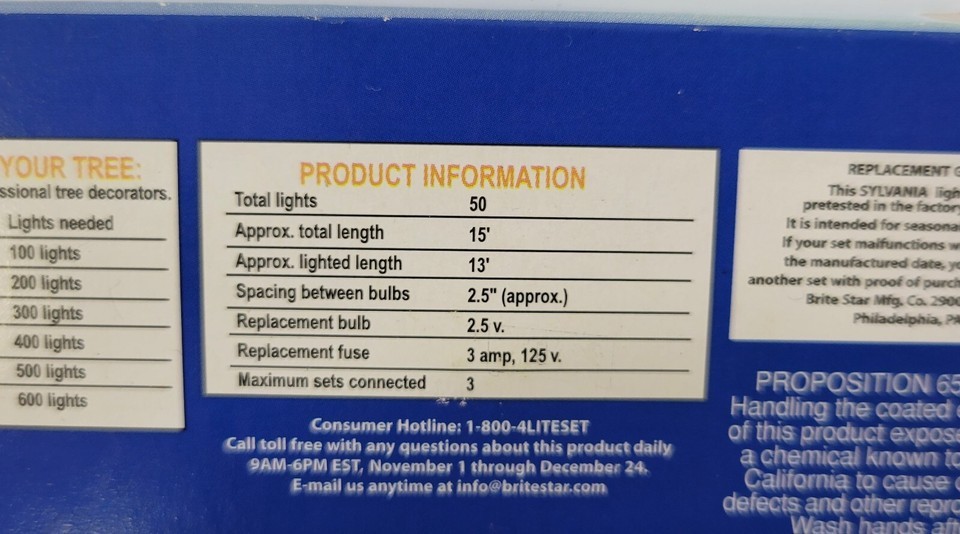 YOUR TREE:
ssional tree decorators.
Lights needed
100 lights
200 lights
300 lights
400 lights
500 lights
600 lights
PRODUCT INFORMATION
Total lights 50
Approx. total length 15'
Approx. lighted length 13'
Spacing between bulbs 2.5" (approx.)
Replacement bulb 2.5 v.
Replacement fuse 3 amp, 125 v.
Maximum sets connected 3
Consumer Hotline: 1-800-4LITESET
Call toll free with any questions about this product daily
9AM-6PM EST, November 1 through December 24.
E-mail us anytime at info@britestar.com
REPLACEMENT G
This SYLVANIA ligh
pretested in the factory
It is intended for seasona
If your set malfunctions w
the manufactured date, yo
another set with proof of purch
Brite Star Mfg. Co. 2900
Philadelphia, PA
PROPOSITION 65
Handling the coated e
of this product expose
a chemical known to
California to cause
defects and other repro
Wash hands aft